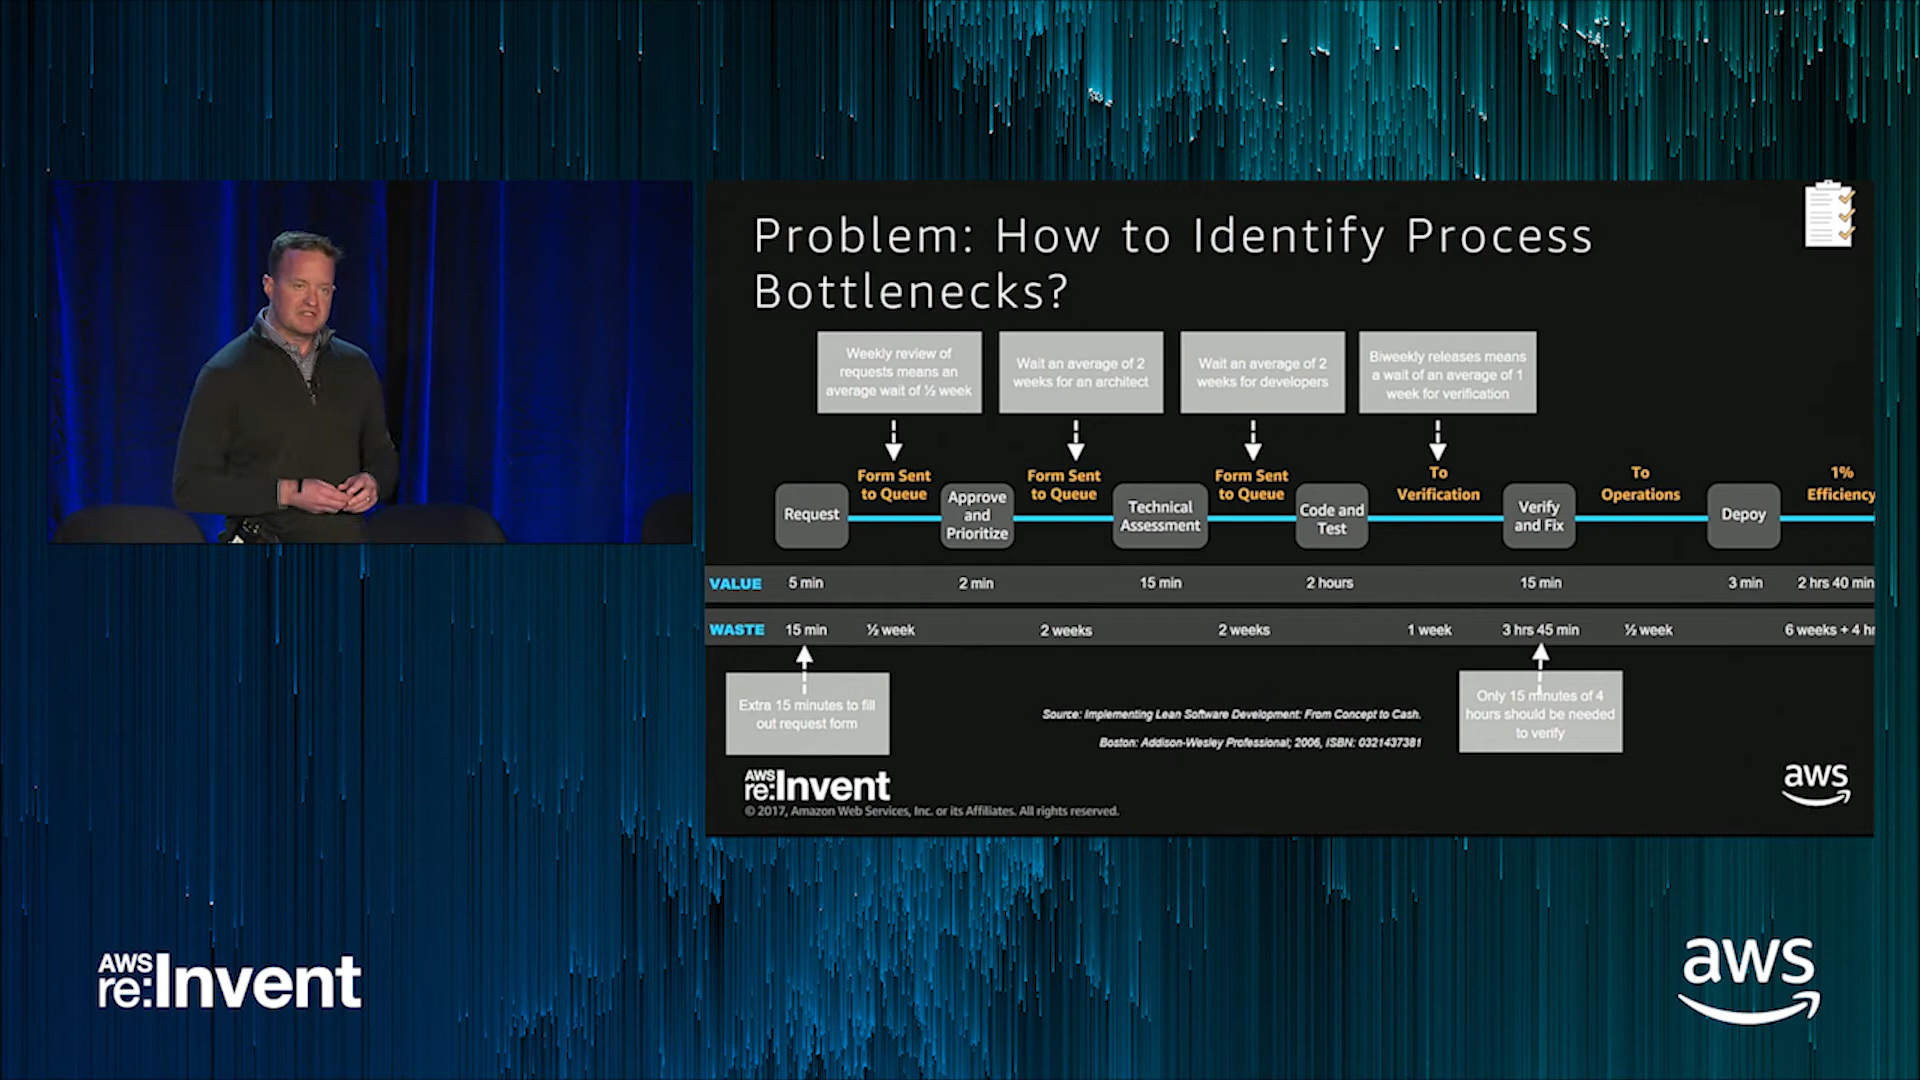 Problem: How to Identify Process
Bottlenecks?
Weekly review of
requests means an
average wait of ½ week
Wait an average of 2
weeks for an architect
Wait an average of 2
weeks for developers
Biweekly releases means
a wait of an average of 1
week for verification
Form Sent
to Queue
Form Sent
to Queue
Form Sent
to Queue
To
Verification
To
Operations
1%
Efficiency
Request
Approve
and
Prioritize
Technical
Assessment
Code and
Test
Verify
and Fix
Depoy
VALUE 5 min 2 min 15 min 2 hours 15 min 3 min 2 hrs 40 min
WASTE 15 min ½ week 2 weeks 2 weeks 1 week 3 hrs 45 min ½ week 6 weeks + 4 hr
Extra 15 minutes to fill
out request form
Only 15 minutes of 4
hours should be needed
to verify
Source: Implementing Lean Software Development: From Concept to Cash.
Boston: Addison-Wesley Professional; 2006, ISBN: 0321437381
AWS
re:Invent
© 2017, Amazon Web Services, Inc. or its Affiliates. All rights reserved.
aws
AWS
re:Invent
aws